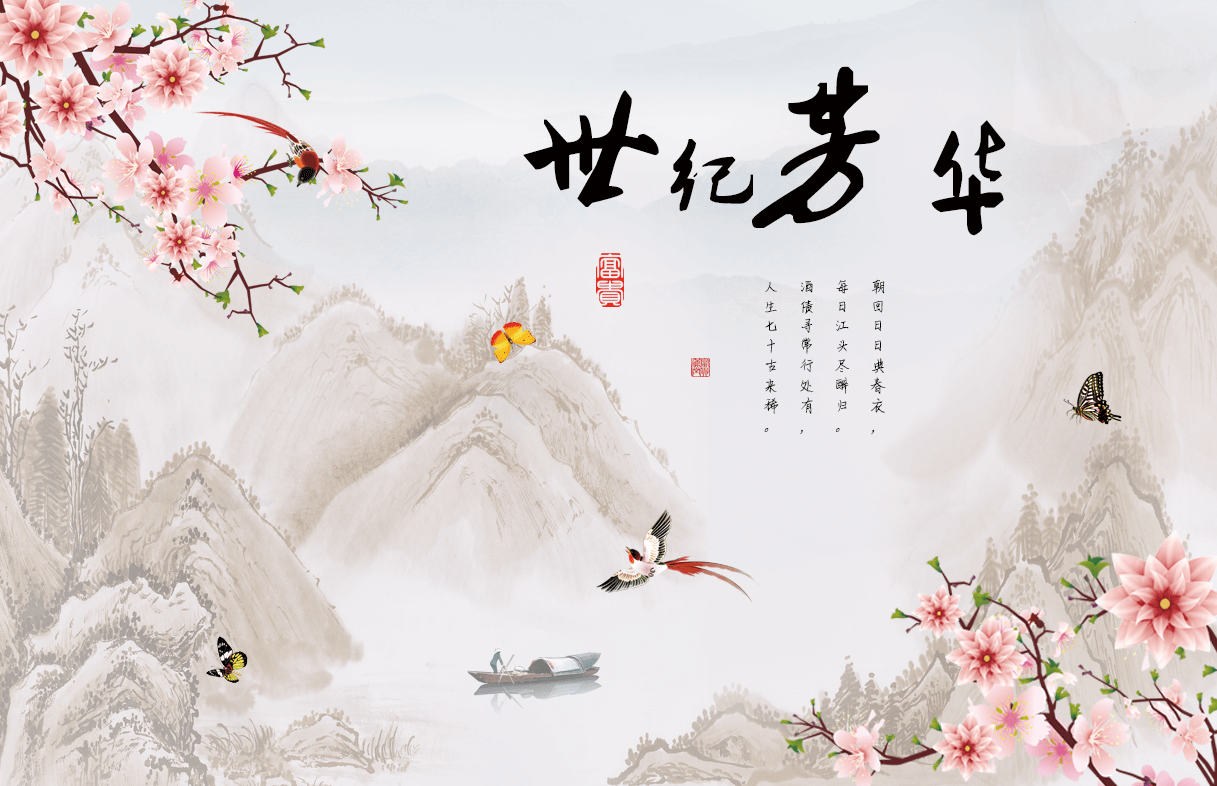 世纪芳华
富貴
朝回日日典春衣，
每日江头尽醉归。
酒债寻常行处有，
人生七十古来稀。